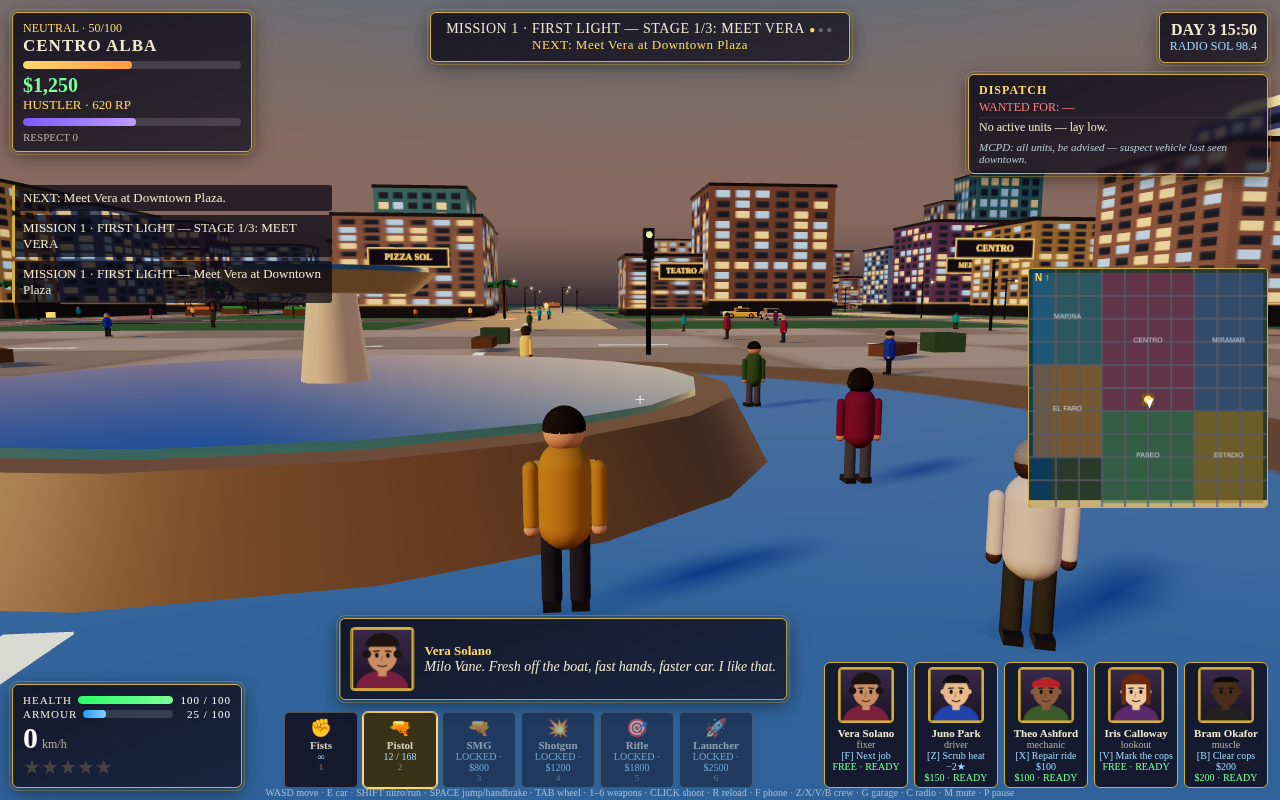 NEUTRAL · 50/100
CENTRO ALBA
$1,250
HUSTLER · 620 RP
RESPECT 0
MISSION 1 · FIRST LIGHT — STAGE 1/3: MEET VERA
NEXT: Meet Vera at Downtown Plaza
DAY 3 15:50
RADIO SOL 98.4
DISPATCH
WANTED FOR: —
No active units — lay low.
MCPD: all units, be advised — suspect vehicle last seen
downtown.
NEXT: Meet Vera at Downtown Plaza.
MISSION 1 · FIRST LIGHT — STAGE 1/3: MEET
VERA
MISSION 1 · FIRST LIGHT — Meet Vera at Downtown
Plaza
PIZZA SOL
TEATRO A
CENTRO
N ↑
MARINA
CENTRO
MIRAMAR
EL FARO
PASEO
ESTADIO
Vera Solano
Milo Vane. Fresh off the boat, fast hands, faster car. I like that.
HEALTH 100 / 100
ARMOUR 25 / 100
0 km/h
★★★★★
Fists
∞
1
Pistol
12 / 168
2
SMG
LOCKED ·
$800
3
Shotgun
LOCKED ·
$1200
4
Rifle
LOCKED ·
$1800
5
Launcher
LOCKED ·
$2500
6
Vera Solano
fixer
[F] Next job
FREE · READY
Juno Park
driver
[Z] Scrub heat
−2★
$150 · READY
Theo Ashford
mechanic
[X] Repair ride
$100
$100 · READY
Iris Calloway
lookout
[V] Mark the cops
FREE · READY
Bram Okafor
muscle
[B] Clear cops
$200
$200 · READY
WASD move · E car · SHIFT nitro/run · SPACE jump/handbrake · TAB wheel · 1–6 weapons · CLICK shoot · R reload · F phone · Z/X/V/B crew · G garage · C radio · M mute · P pause